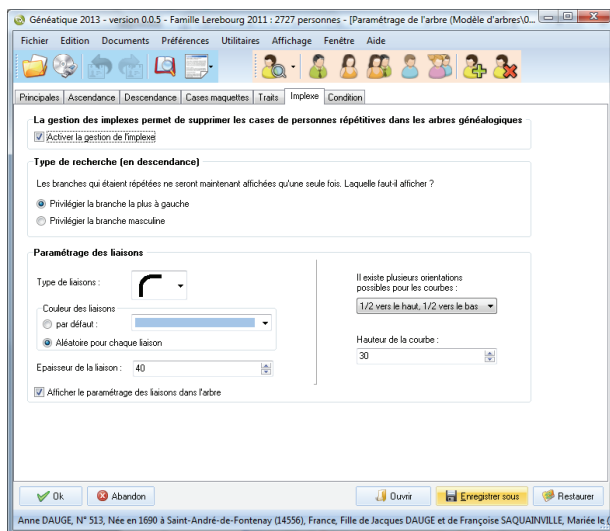 Généatique 2013 - version 0.0.5 - Famille Lerebourg 2011 : 2727 personnes - [Paramétrage de l'arbre (Modèle d'arbres\0...
Fichier Edition Documents Préférences Utilitaires Affichage Fenêtre Aide
Principales Ascendance Descendance Cases maquettes Traits Implexe Condition
La gestion des implexes permet de supprimer les cases de personnes répétitives dans les arbres généalogiques
Activer la gestion de l'implexe
Type de recherche (en descendance)
Les branches qui étaient répétées ne seront maintenant affichées qu'une seule fois. Laquelle faut-il afficher ?
Privilégier la branche la plus à gauche
Privilégier la branche masculine
Paramétrage des liaisons
Type de liaisons :
Il existe plusieurs orientations
possibles pour les courbes :
1/2 vers le haut, 1/2 vers le bas
Couleur des liaisons
par défaut :
Aléatoire pour chaque liaison
Hauteur de la courbe :
30
Epaisseur de la liaison : 40
Afficher le paramétrage des liaisons dans l'arbre
Ok Abandon Ouvrir Enregistrer sous Restaurer
Anne DAUGE, N° 513, Née en 1690 à Saint-André-de-Fontenay (14556), France, Fille de Jacques DAUGE et de Françoise SAQUAINVILLE, Mariée le